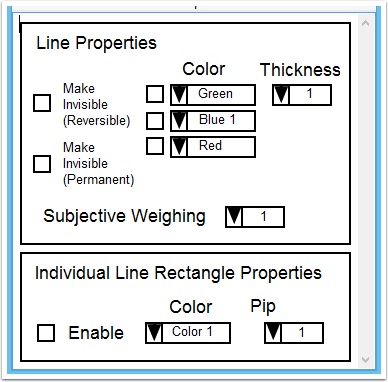 Line Properties
Color Thickness
Make
Invisible
(Reversible)
Green 1
Blue 1
Red
Make
Invisible
(Permanent)
Subjective Weighing 1
Individual Line Rectangle Properties
Color Pip
Enable Color 1 1